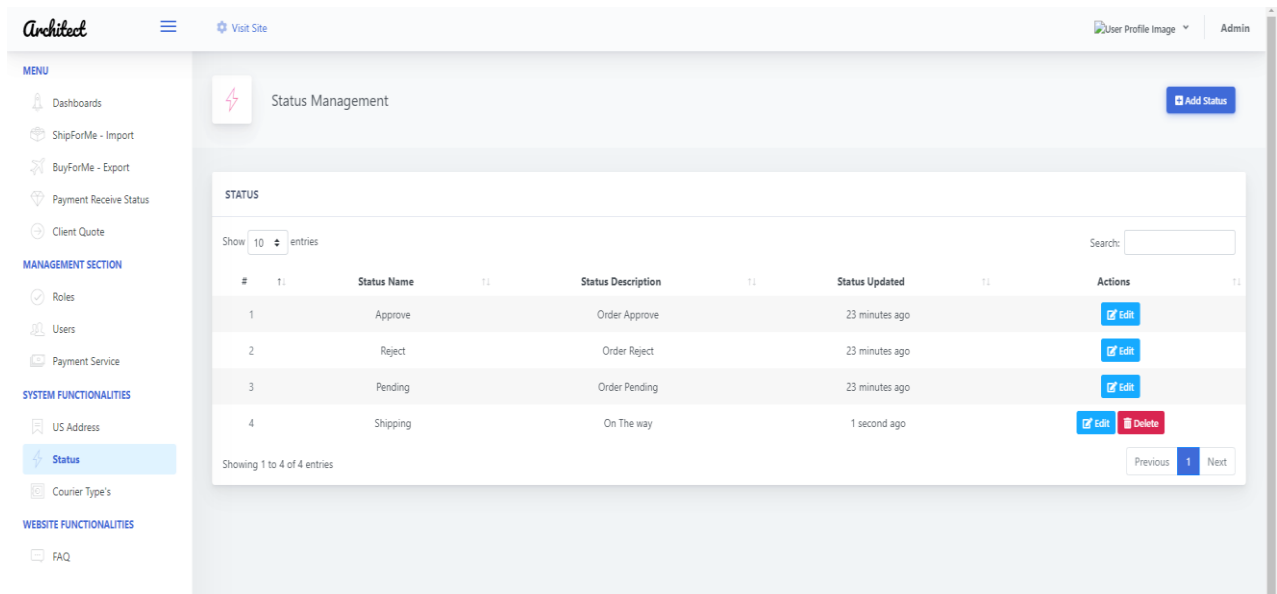 Architect
Visit Site
User Profile Image
Admin
MENU
Dashboards
ShipForMe - Import
BuyForMe - Export
Payment Receive Status
Client Quote
MANAGEMENT SECTION
Roles
Users
Payment Service
SYSTEM FUNCTIONALITIES
US Address
Status
Courier Type's
WEBSITE FUNCTIONALITIES
FAQ
Status Management
Add Status
STATUS
Show 10 entries
Search:
# Status Name Status Description Status Updated Actions
1 Approve Order Approve 23 minutes ago Edit
2 Reject Order Reject 23 minutes ago Edit
3 Pending Order Pending 23 minutes ago Edit
4 Shipping On The way 1 second ago Edit Delete
Showing 1 to 4 of 4 entries
Previous 1 Next